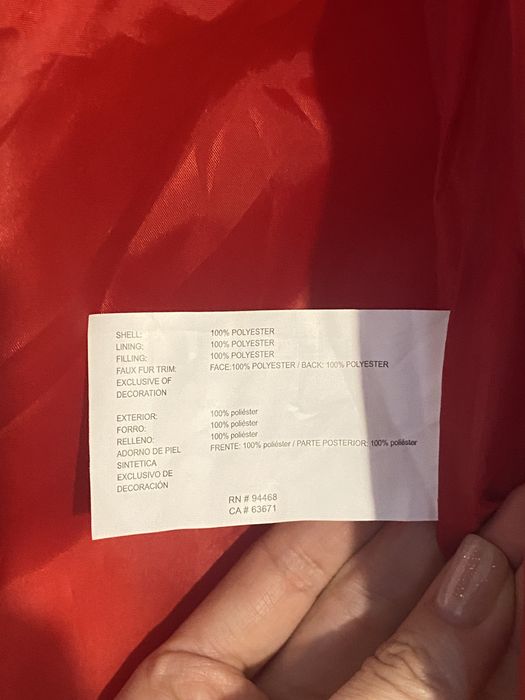 SHELL: 100% POLYESTER
LINING: 100% POLYESTER
FILLING: 100% POLYESTER
FAUX FUR TRIM: FACE:100% POLYESTER / BACK: 100% POLYESTER
EXCLUSIVE OF
DECORATION
EXTERIOR: 100% poliéster
FORRO: 100% poliéster
RELLENO: 100% poliéster
ADORNO DE PIEL FRENTE: 100% poliéster / PARTE POSTERIOR: 100% poliéster
SINTETICA
EXCLUSIVO DE
DECORACIÓN
RN # 94468
CA # 63671